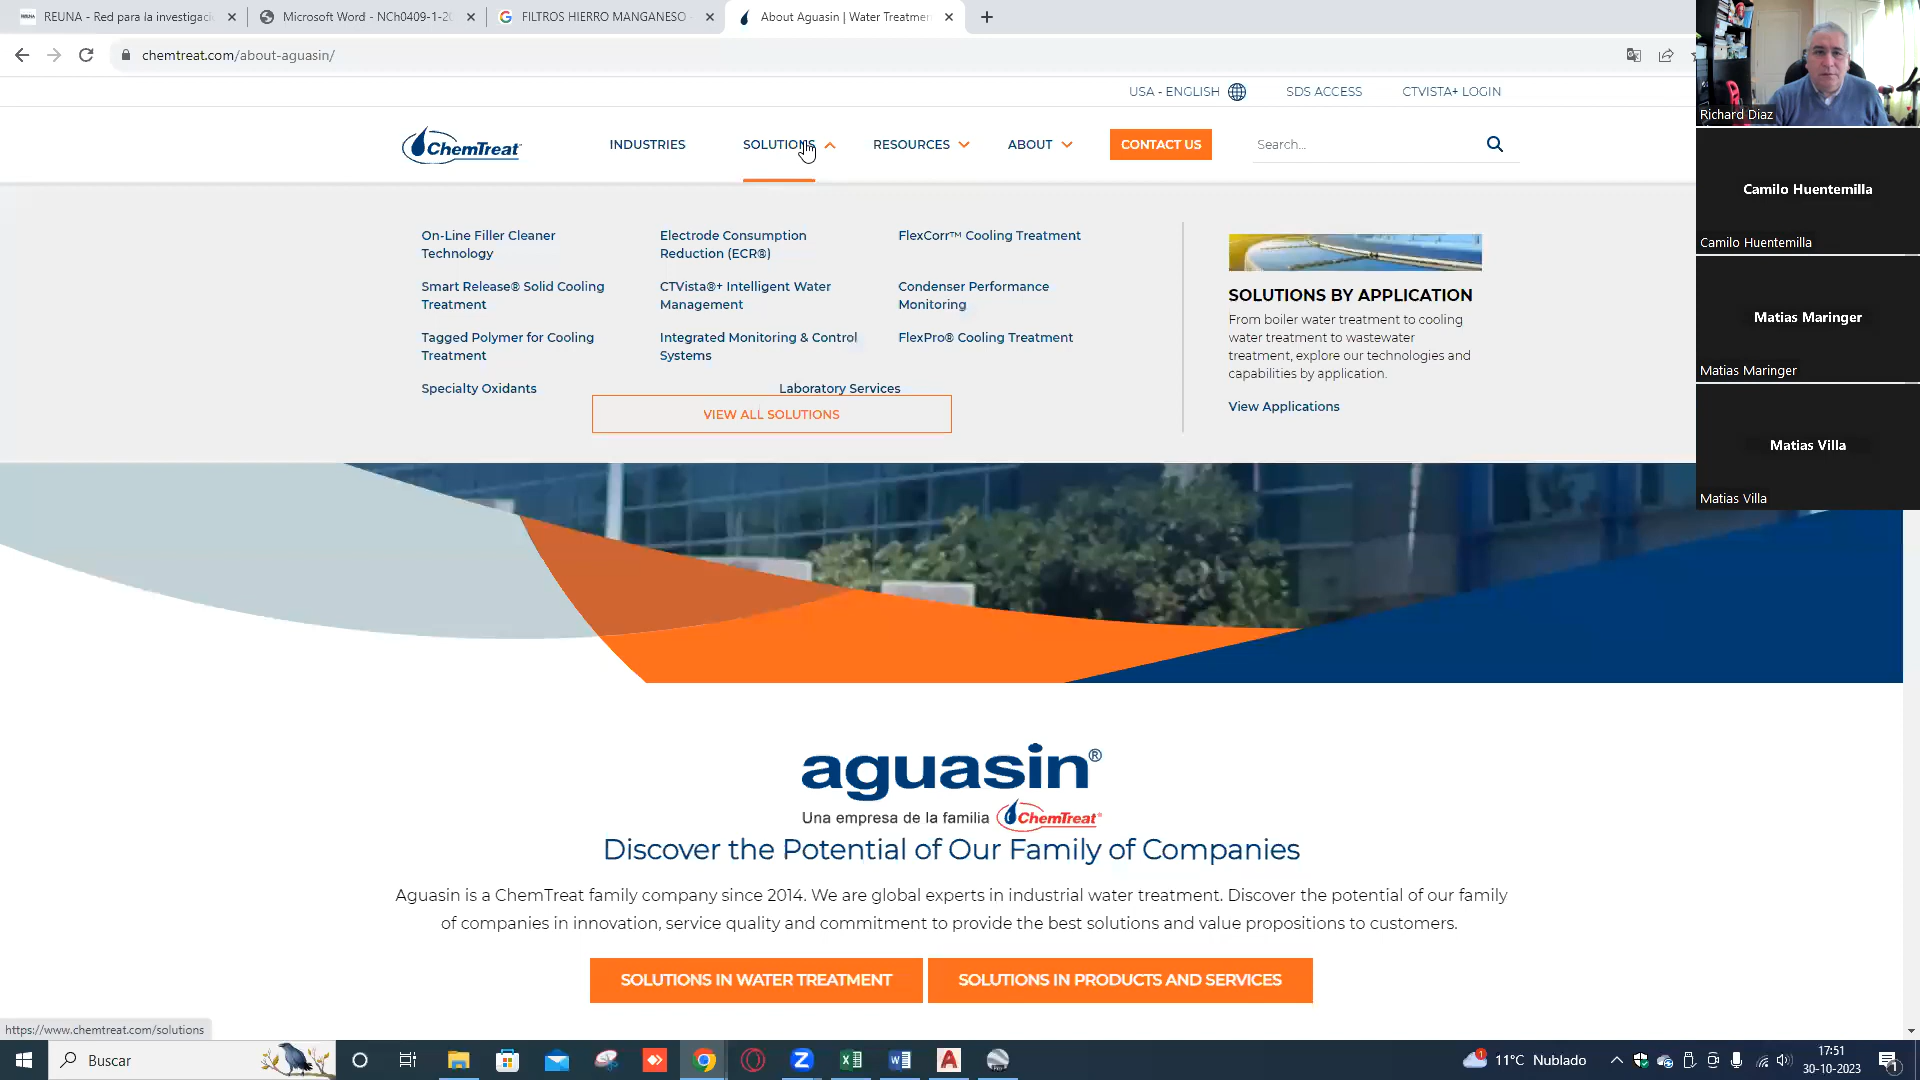 REUNA - Red para la investigaci
Microsoft Word - NCh0409-1-20
FILTROS HIERRO MANGANESO -
About Aguasin | Water Treatmen
chemtreat.com/about-aguasin/
USA - ENGLISH
SDS ACCESS
CTVISTA+ LOGIN
ChemTreat
INDUSTRIES
SOLUTIONS
RESOURCES
ABOUT
CONTACT US
Search...
On-Line Filler Cleaner
Technology
Electrode Consumption
Reduction (ECR®)
FlexCorr™ Cooling Treatment
Smart Release® Solid Cooling
Treatment
CTVista®+ Intelligent Water
Management
Condenser Performance
Monitoring
Tagged Polymer for Cooling
Treatment
Integrated Monitoring & Control
Systems
FlexPro® Cooling Treatment
Specialty Oxidants
Laboratory Services
VIEW ALL SOLUTIONS
SOLUTIONS BY APPLICATION
From boiler water treatment to cooling
water treatment to wastewater
treatment, explore our technologies and
capabilities by application.
View Applications
Richard Diaz
Camilo Huentemilla
Camilo Huentemilla
Matias Maringer
Matias Maringer
Matias Villa
Matias Villa
aguasin®
Una empresa de la familia ChemTreat®
Discover the Potential of Our Family of Companies
Aguasin is a ChemTreat family company since 2014. We are global experts in industrial water treatment. Discover the potential of our family
of companies in innovation, service quality and commitment to provide the best solutions and value propositions to customers.
SOLUTIONS IN WATER TREATMENT
SOLUTIONS IN PRODUCTS AND SERVICES
https://www.chemtreat.com/solutions
Buscar
11°C Nublado
17:51
30-10-2023